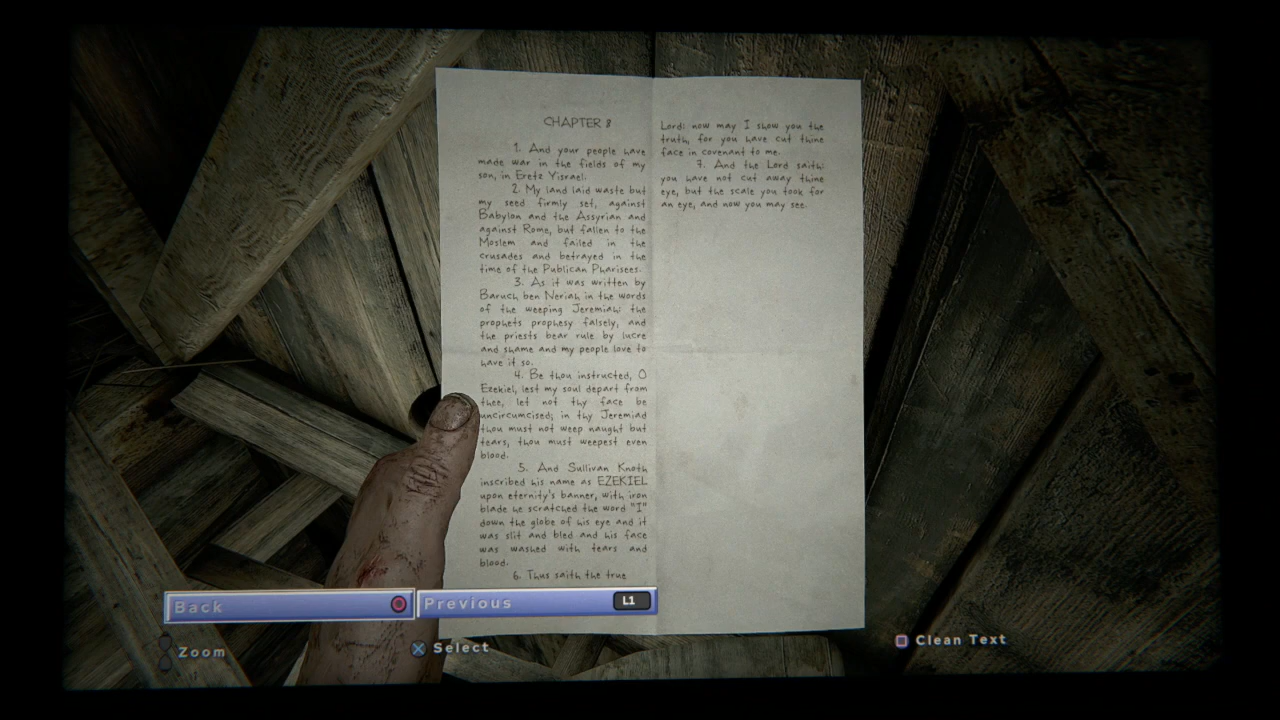 CHAPTER 8
1. And your people have
made war in the fields of my
son, in Eretz Yisrael:
2. My land laid waste but
my seed firmly set, against
Babylon and the Assyrian and
against Rome, but fallen to the
Moslem and failed in the
crusades and betrayed in the
time of the Publican Pharisees.
3. As it was written by
Baruch ben Neriah in the words
of the weeping Jeremiah: the
prophets prophesy falsely, and
the priests bear rule by lucre
and shame and my people love to
have it so.
4. Be thou instructed, O
Ezekiel, lest my soul depart from
thee, let not thy face be
uncircumcised; in thy Jeremiad
thou must not weep naught but
tears, thou must weepest even
blood.
5. And Sullivan Knoth
inscribed his name as EZEKIEL
upon eternity's banner, with iron
blade he scratched the word "I"
down the globe of his eye and it
was slit and bled and his face
was washed with tears and
blood.
6. Thus saith the true
Lord: now may I show you the
truth, for you have cut thine
face in covenant to me.
7. And the Lord saith:
you have not cut away thine
eye, but the scale you took for
an eye, and now you may see.
Back
Previous L1
Zoom
Select
Clean Text